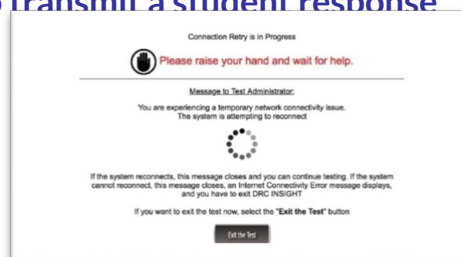 transmit a student response
Connection Retry is in Progress
Please raise your hand and wait for help.
Message to Test Administrator:
You are experiencing a temporary network connectivity issue.
The system is attempting to reconnect
If the system reconnects, this message closes and you can continue testing. If the system
cannot reconnect, this message closes, an Internet Connectivity Error message displays,
and you have to exit DRC INSIGHT
If you want to exit the test now, select the "Exit the Test" button
Exit the Test